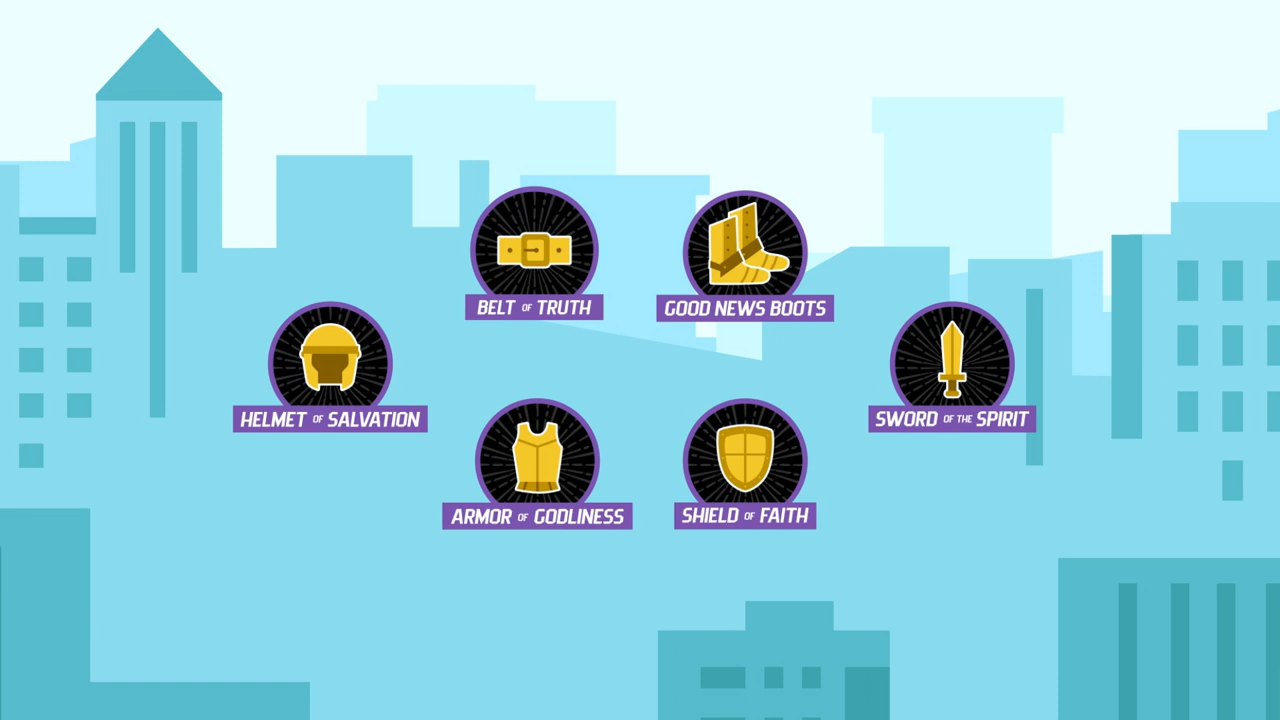 BELT OF TRUTH
GOOD NEWS BOOTS
HELMET OF SALVATION
SWORD OF THE SPIRIT
ARMOR OF GODLINESS
SHIELD OF FAITH